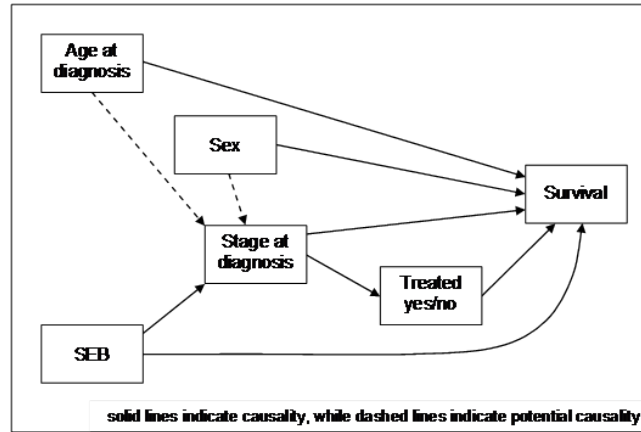 Age at
diagnosis
Sex
Survival
Stage at
diagnosis
Treated
yes/no
SEB
solid lines indicate causality, while dashed lines indicate potential causality